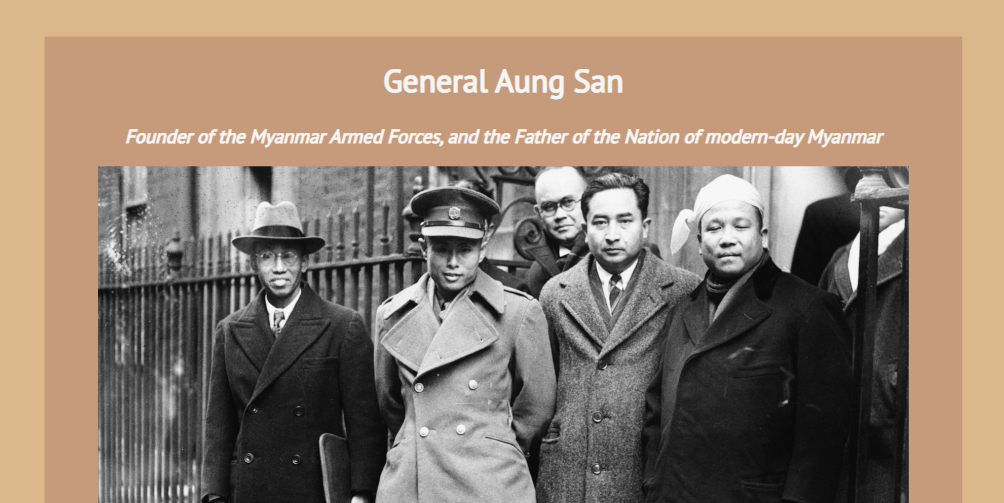 General Aung San
Founder of the Myanmar Armed Forces, and the Father of the Nation of modern-day Myanmar